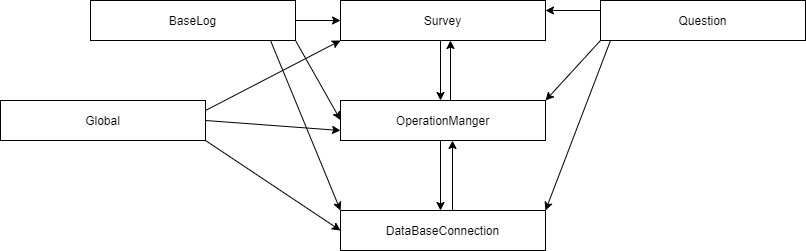 BaseLog
Survey
Question
Global
OperationManger
DataBaseConnection